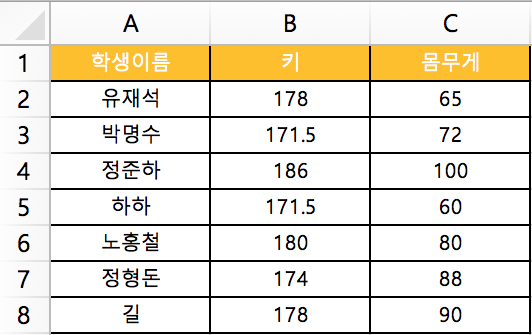 A B C
1 학생이름 키 몸무게
2 유재석 178 65
3 박명수 171.5 72
4 정준하 186 100
5 하하 171.5 60
6 노홍철 180 80
7 정형돈 174 88
8 길 178 90